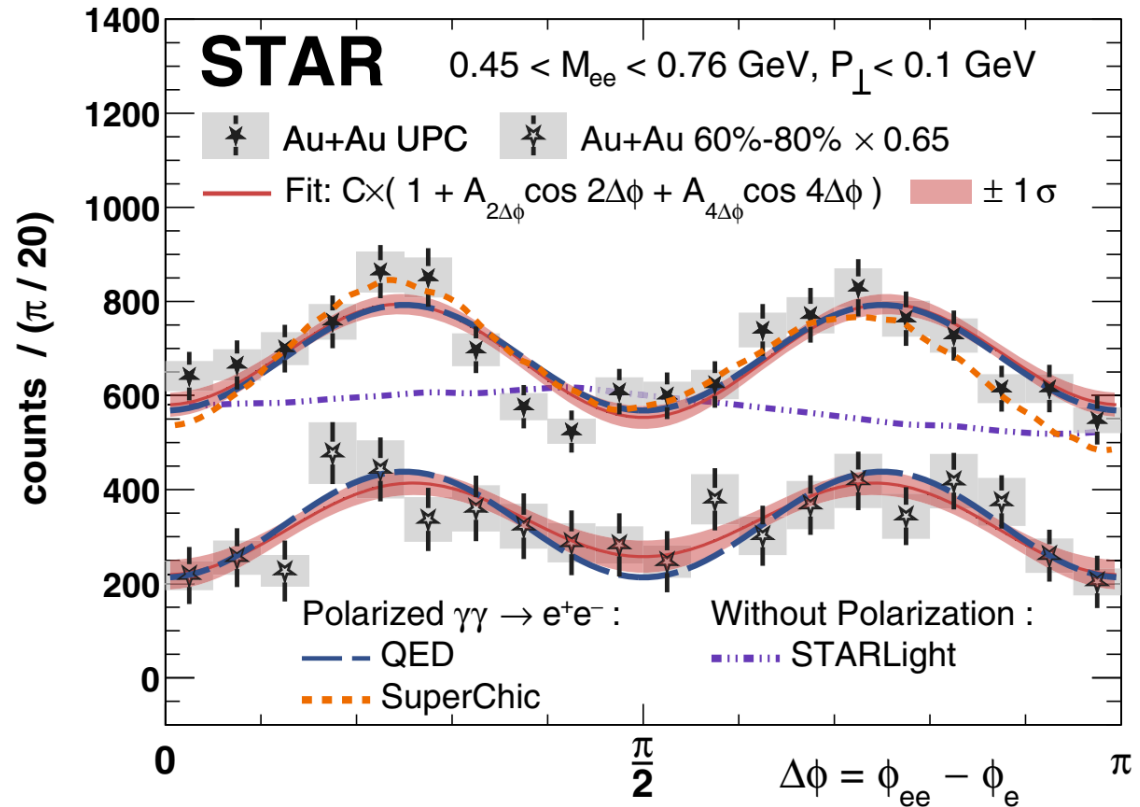 1400
1200
1000
800
600
400
200
0
counts / (π / 20)
STAR 0.45 < M_ee < 0.76 GeV, P_⊥ < 0.1 GeV
Au+Au UPC Au+Au 60%-80% × 0.65
Fit: C×( 1 + A_2Δφ cos 2Δφ + A_4Δφ cos 4Δφ ) ± 1 σ
Polarized γγ → e⁺e⁻ : Without Polarization :
QED STARLight
SuperChic
0 π/2 π
Δφ = φ_ee − φ_e